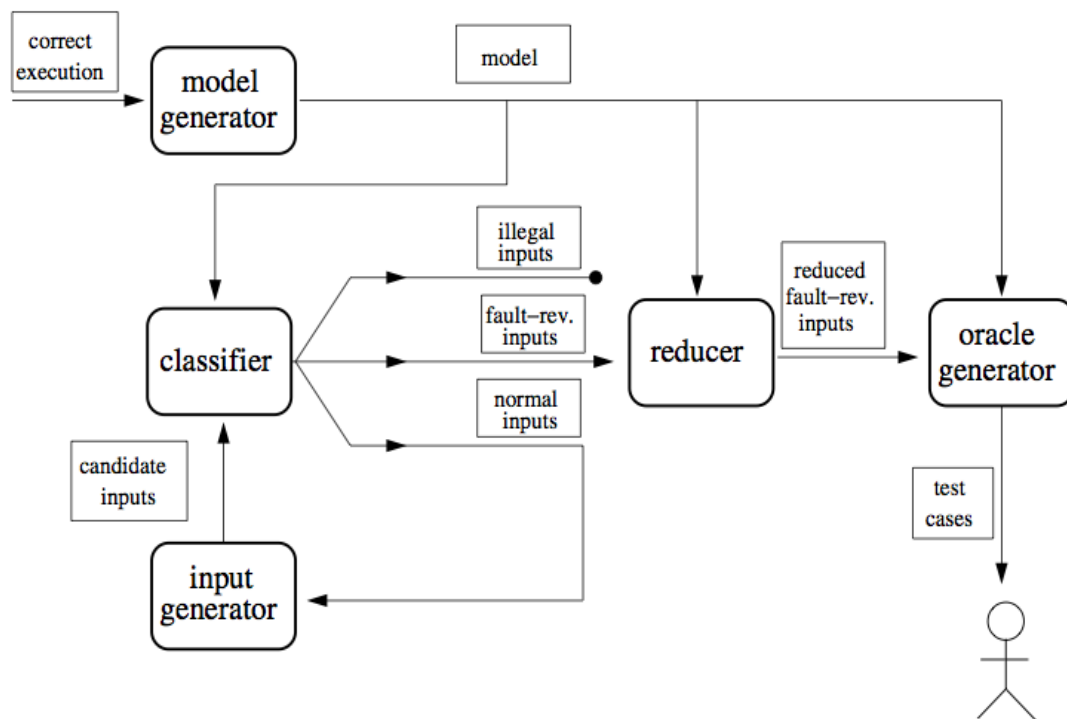 correct
execution
model
generator
model
illegal
inputs
fault–rev.
inputs
normal
inputs
classifier
reducer
reduced
fault–rev.
inputs
oracle
generator
candidate
inputs
input
generator
test
cases